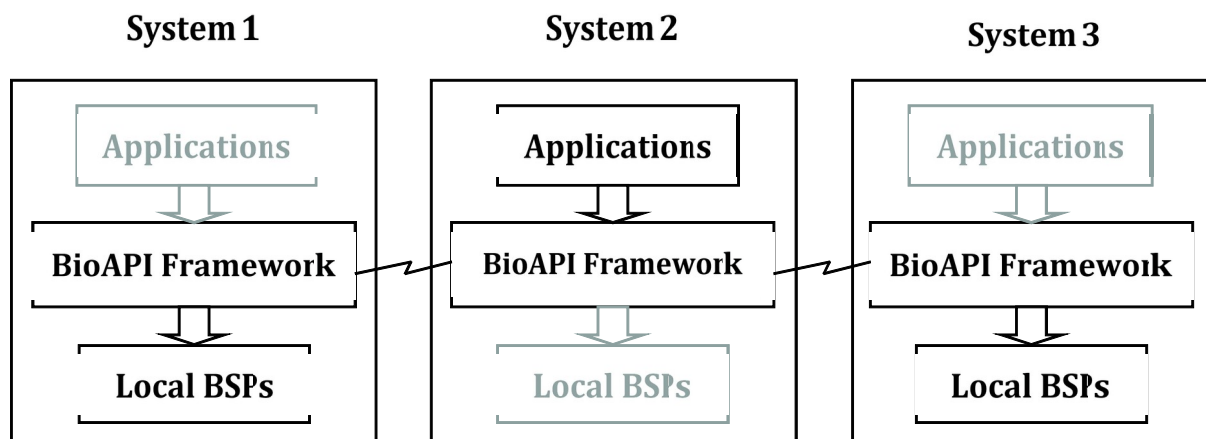 System 1
System 2
System 3
Applications
Applications
Applications
BioAPI Framework
BioAPI Framework
BioAPI Framework
Local BSPs
Local BSPs
Local BSPs